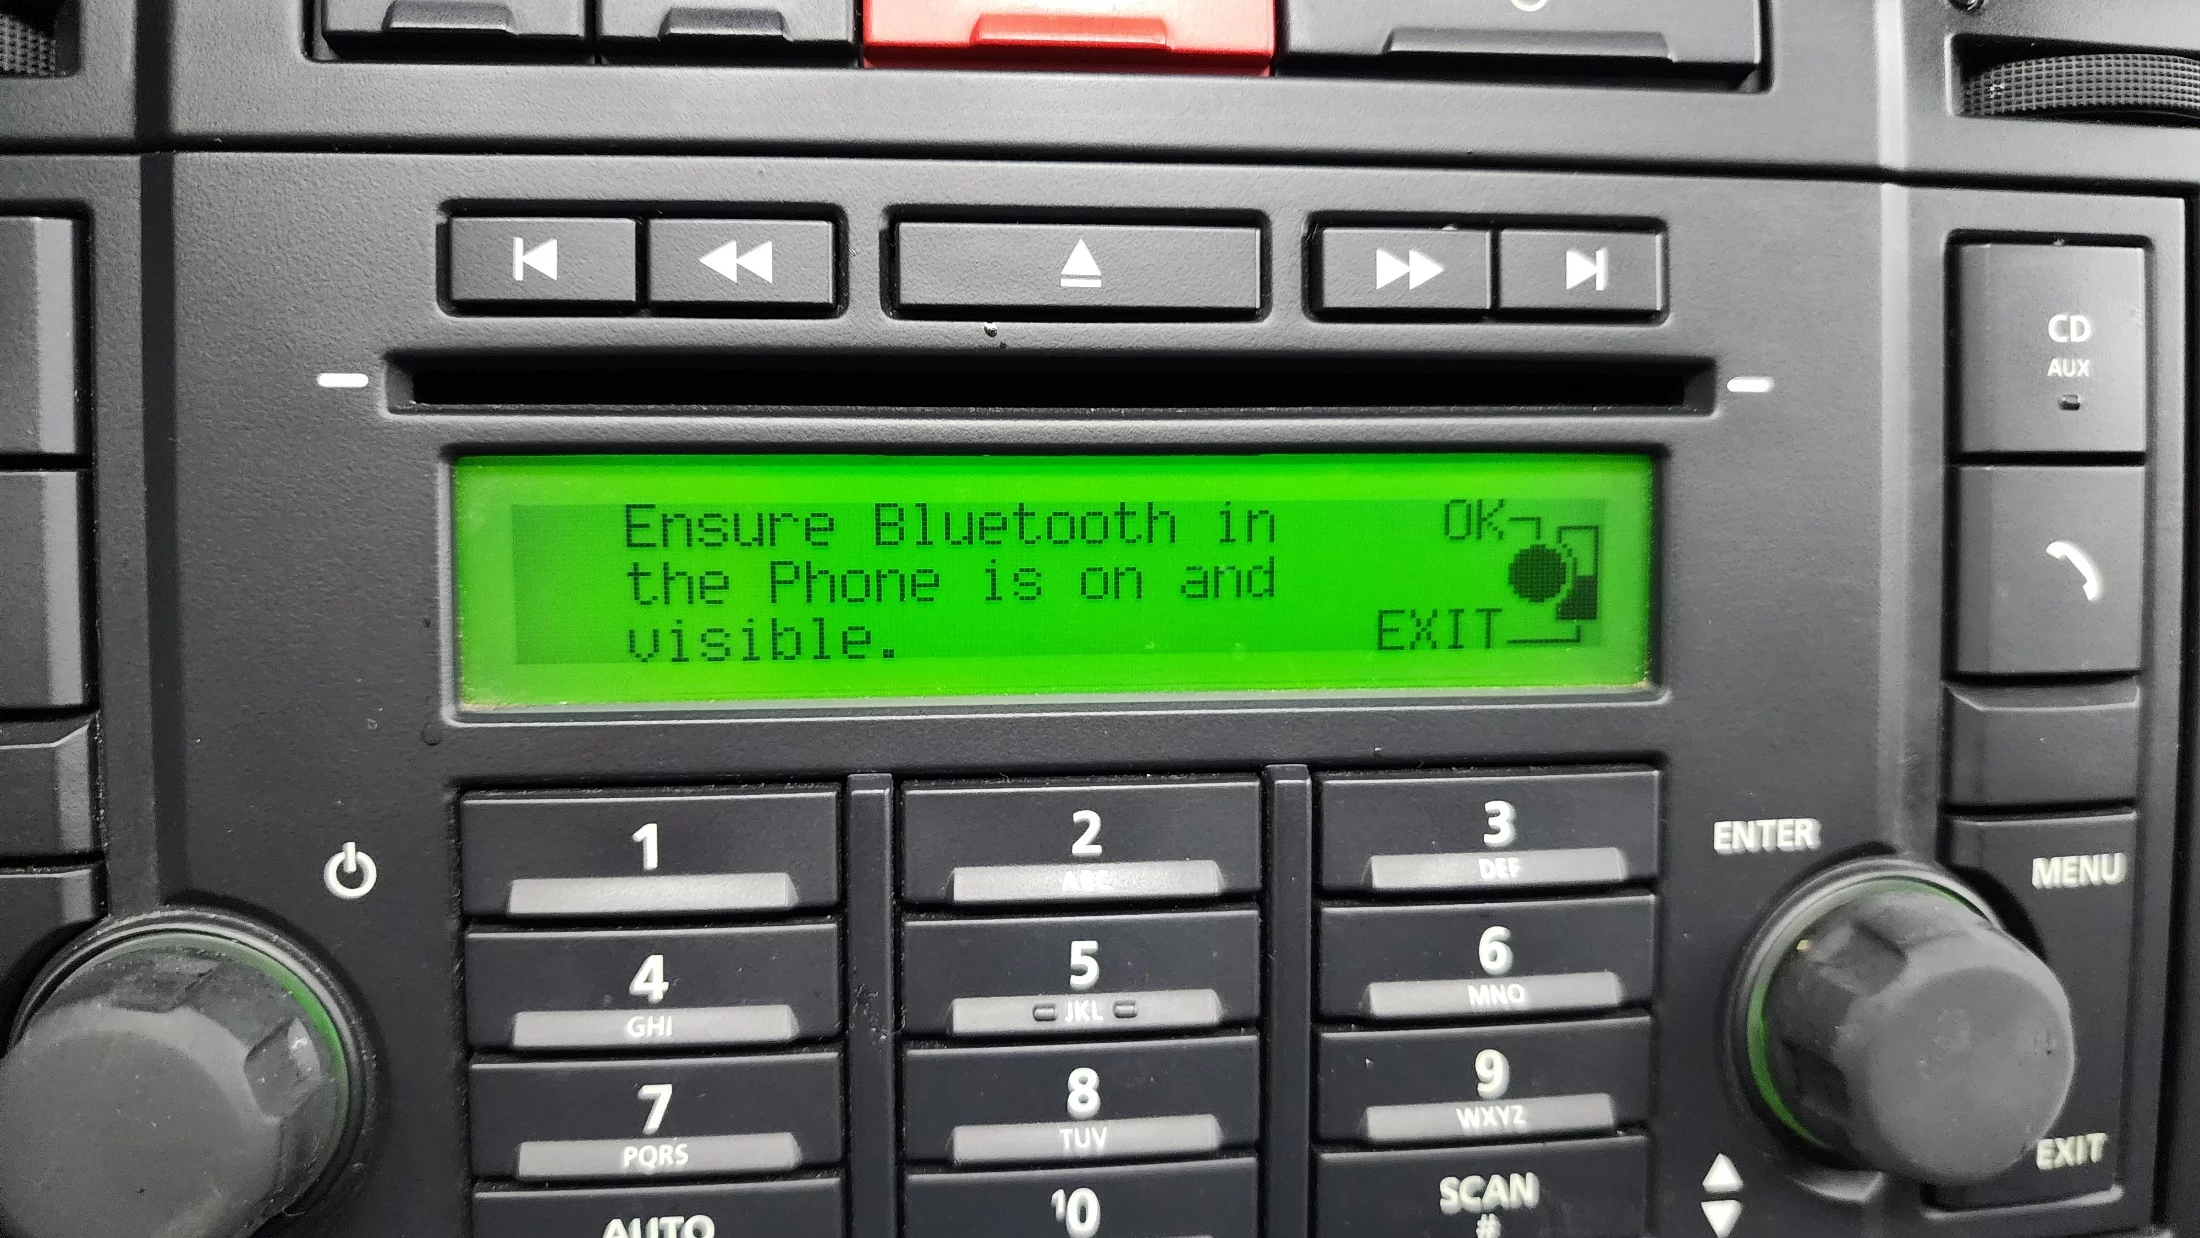 CD
AUX
Ensure Bluetooth in
the Phone is on and
visible.
OK
EXIT
1
2
ABC
3
DEF
ENTER
MENU
4
GHI
5
JKL
6
MNO
7
PQRS
8
TUV
9
WXYZ
EXIT
AUTO
10
SCAN
#